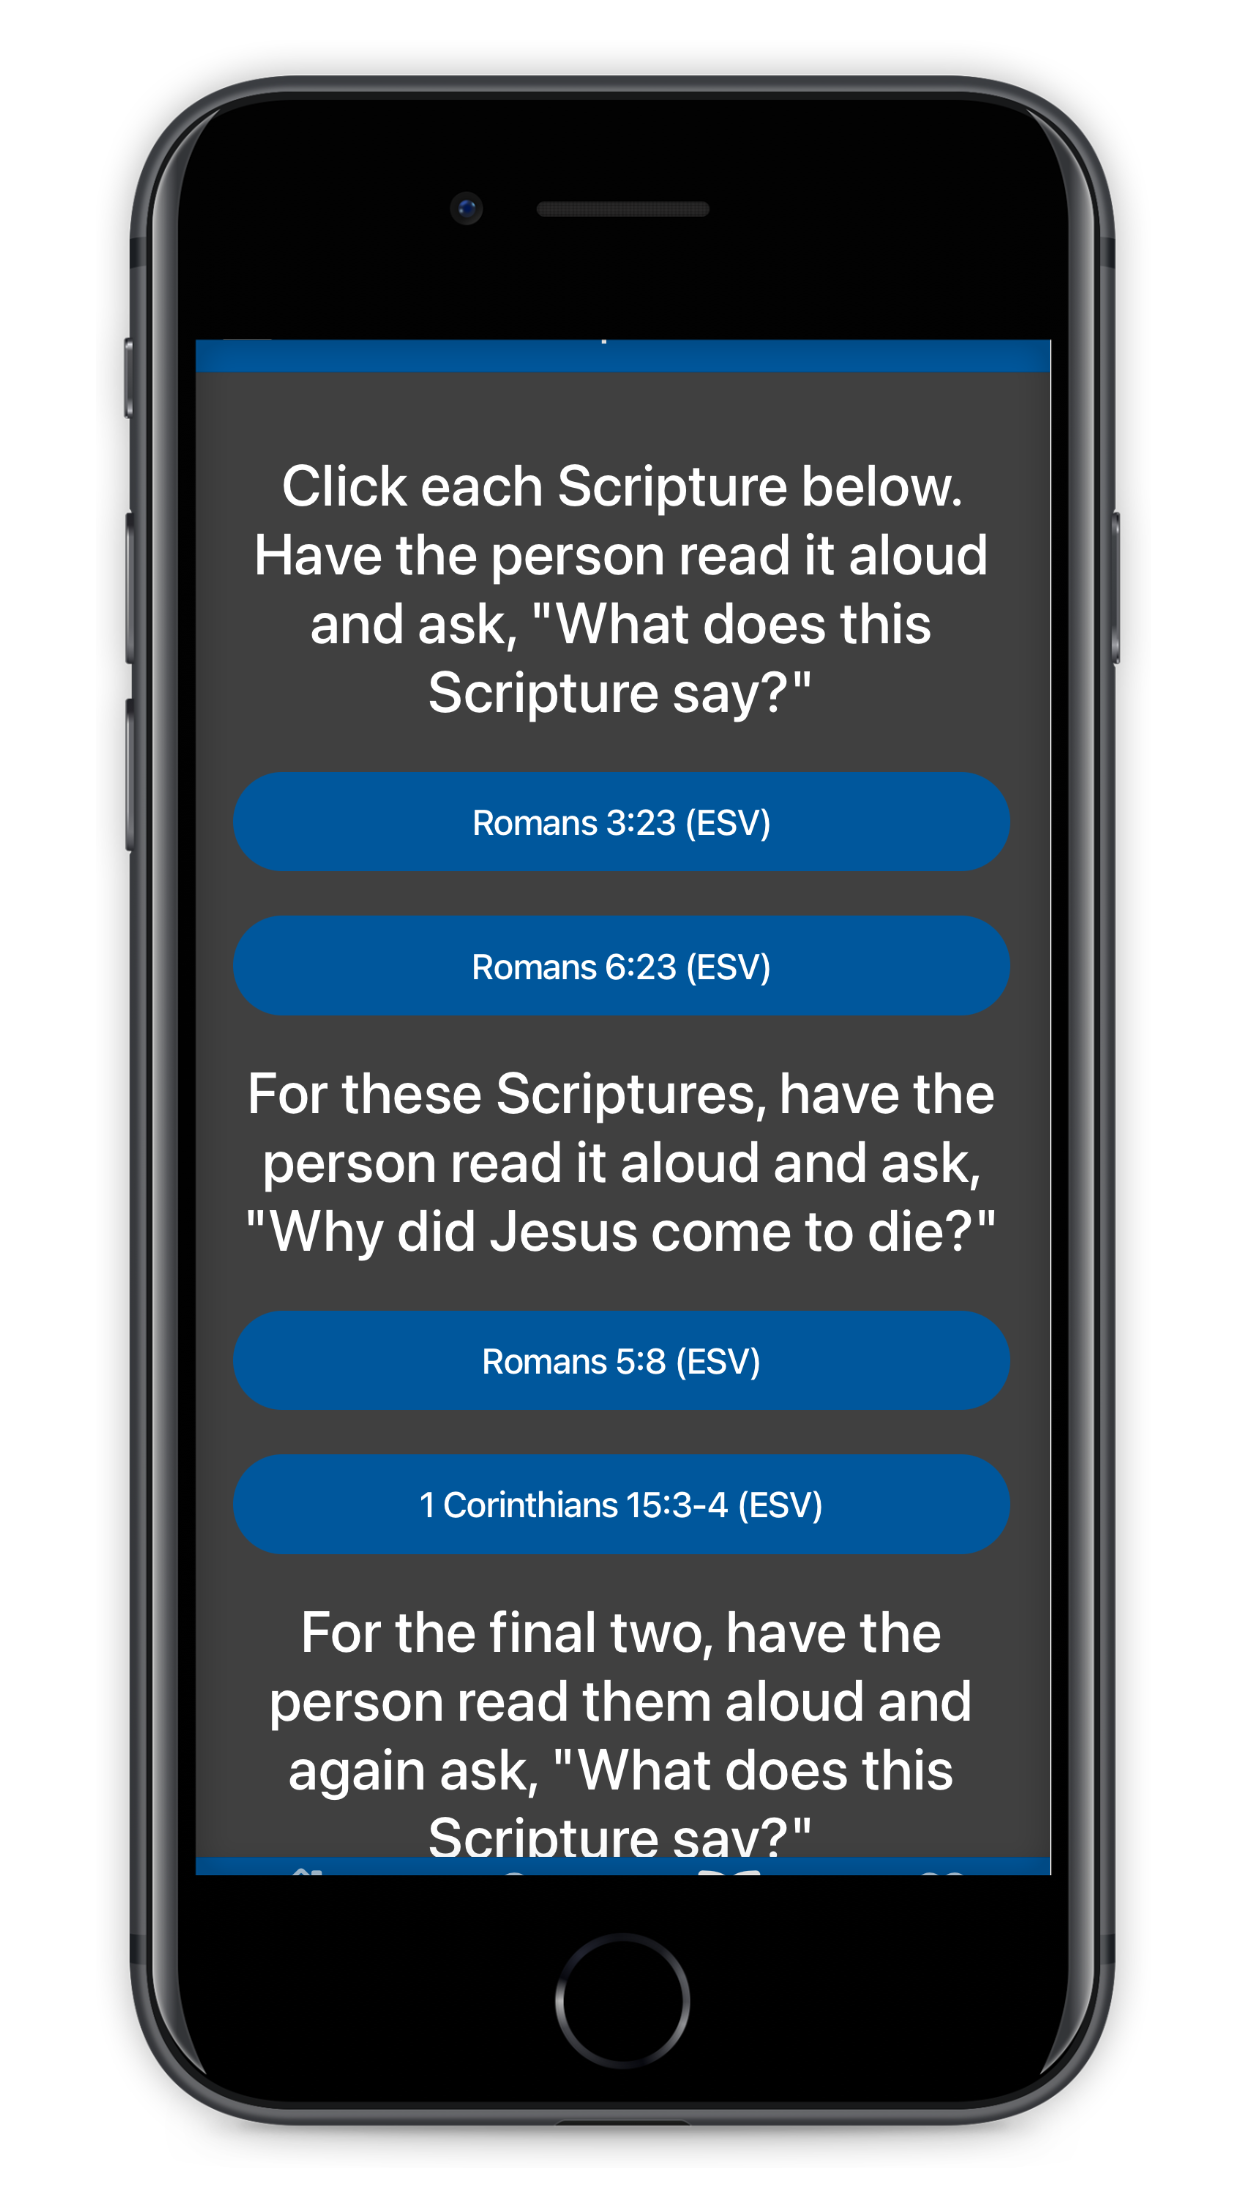 Click each Scripture below.
Have the person read it aloud
and ask, "What does this
Scripture say?"
Romans 3:23 (ESV)
Romans 6:23 (ESV)
For these Scriptures, have the
person read it aloud and ask,
"Why did Jesus come to die?"
Romans 5:8 (ESV)
1 Corinthians 15:3-4 (ESV)
For the final two, have the
person read them aloud and
again ask, "What does this
Scripture say?"